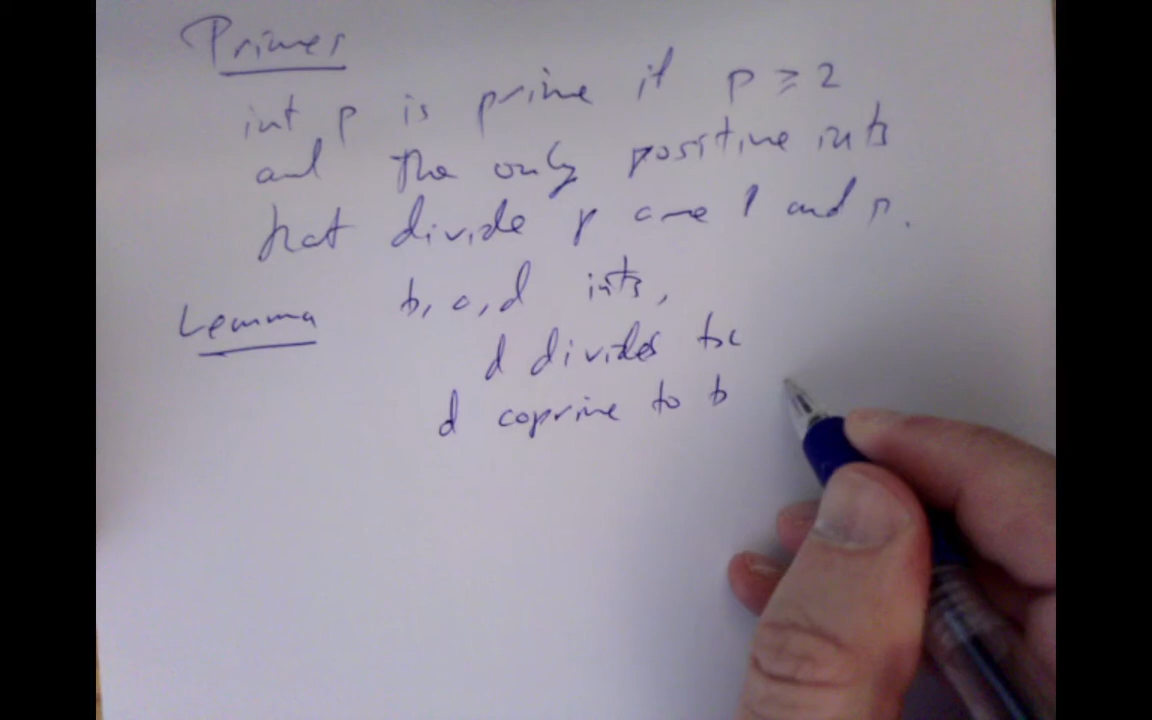 Primes
int p is prime if p ≥ 2
and the only positive ints
that divide p are 1 and p.
Lemma b, c, d ints,
d divides bc
d coprime to b